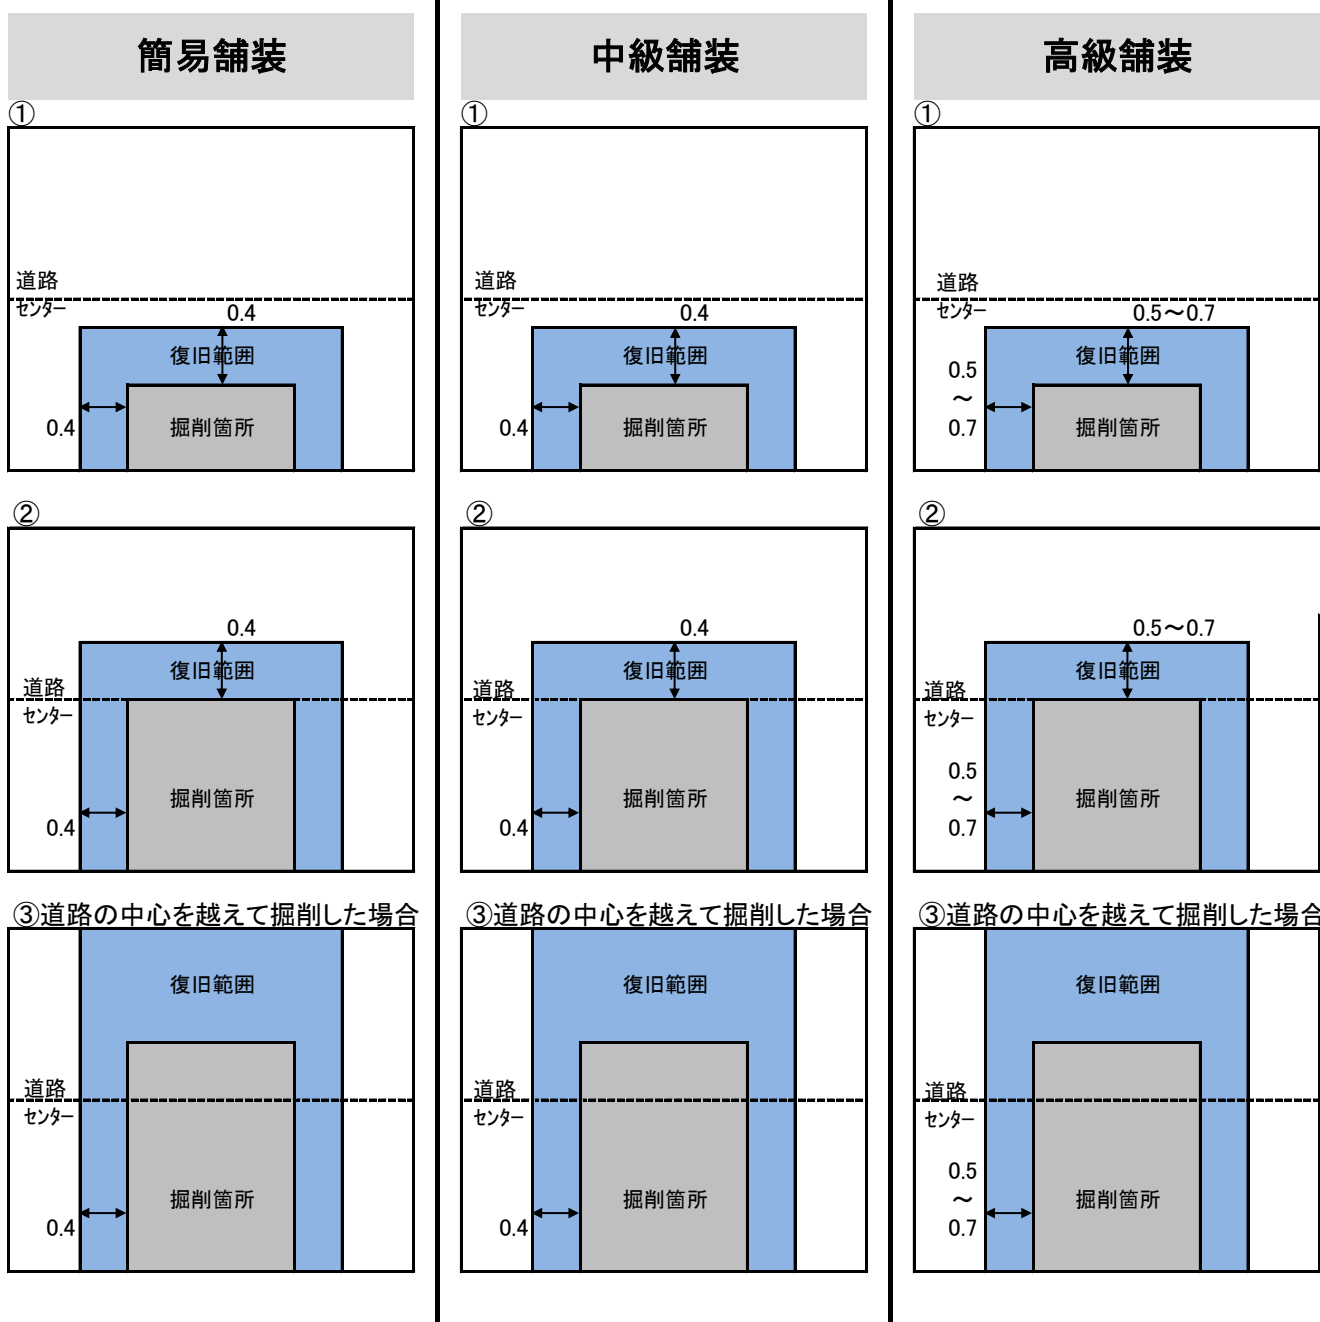 簡易舗装
①
道路
センター
0.4
復旧範囲
0.4
掘削箇所
②
0.4
復旧範囲
道路
センター
掘削箇所
0.4
③道路の中心を越えて掘削した場合
復旧範囲
道路
センター
掘削箇所
0.4
中級舗装
①
道路
センター
0.4
復旧範囲
0.4
掘削箇所
②
0.4
復旧範囲
道路
センター
掘削箇所
0.4
③道路の中心を越えて掘削した場合
復旧範囲
道路
センター
掘削箇所
0.4
高級舗装
①
道路
センター
0.5～0.7
復旧範囲
0.5
～
0.7
掘削箇所
②
0.5～0.7
復旧範囲
道路
センター
0.5
～
0.7
掘削箇所
③道路の中心を越えて掘削した場合
復旧範囲
道路
センター
0.5
～
0.7
掘削箇所